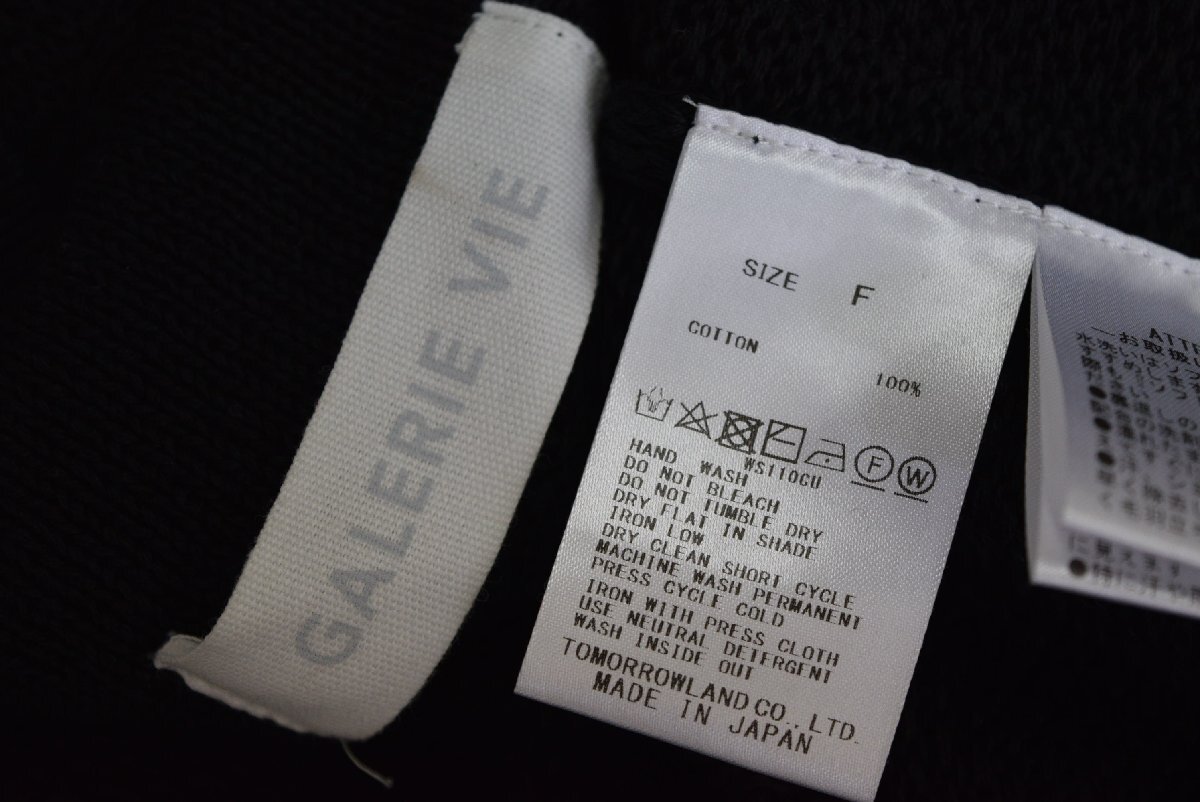 GALERIE VIE
SIZE F
COTTON
100%
F W
WS110CU
HAND WASH
DO NOT BLEACH
DO NOT TUMBLE DRY
DRY FLAT IN SHADE
IRON LOW
DRY CLEAN SHORT CYCLE
MACHINE WASH PERMANENT
PRESS CYCLE COLD
IRON WITH PRESS CLOTH
USE NEUTRAL DETERGENT
WASH INSIDE OUT
TOMORROWLAND CO., LTD.
MADE IN JAPAN